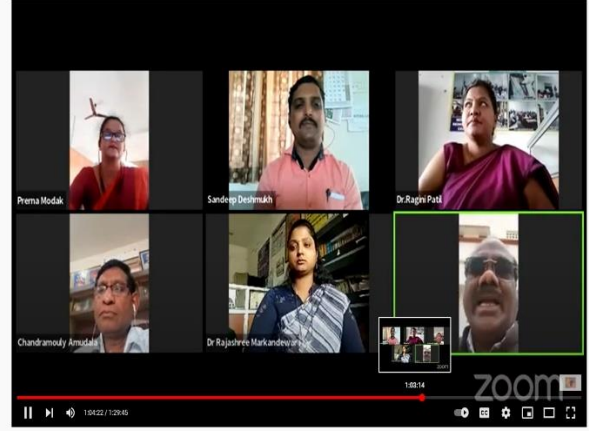 Prema Modak
Sandeep Deshmukh
Dr.Ragini Patil
Chandramouly Amudala
Dr Rajashree Markandewar
zoom
1:03:14
zoom
1:04:22 / 1:29:45